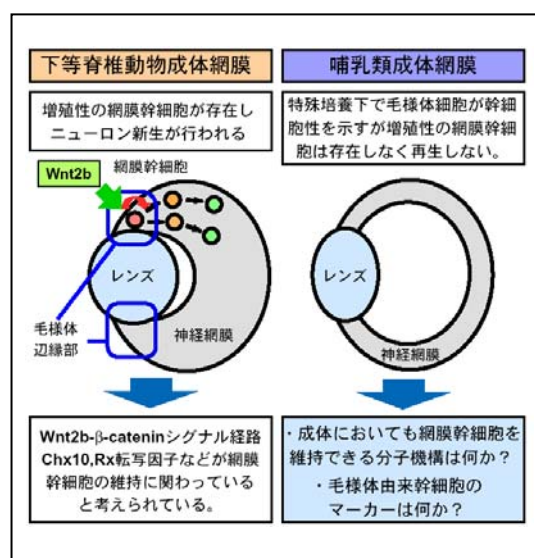 下等脊椎動物成体網膜
増殖性の網膜幹細胞が存在し
ニューロン新生が行われる
Wnt2b
網膜幹細胞
レンズ
毛様体
辺縁部
神経網膜
Wnt2b-β-cateninシグナル経路
Chx10,Rx転写因子などが網膜
幹細胞の維持に関わっている
と考えられている。
哺乳類成体網膜
特殊培養下で毛様体細胞が幹細
胞性を示すが増殖性の網膜幹細
胞は存在しなく再生しない。
レンズ
神経網膜
・成体においても網膜幹細胞を
維持できる分子機構は何か？
・毛様体由来幹細胞の
マーカーは何か？